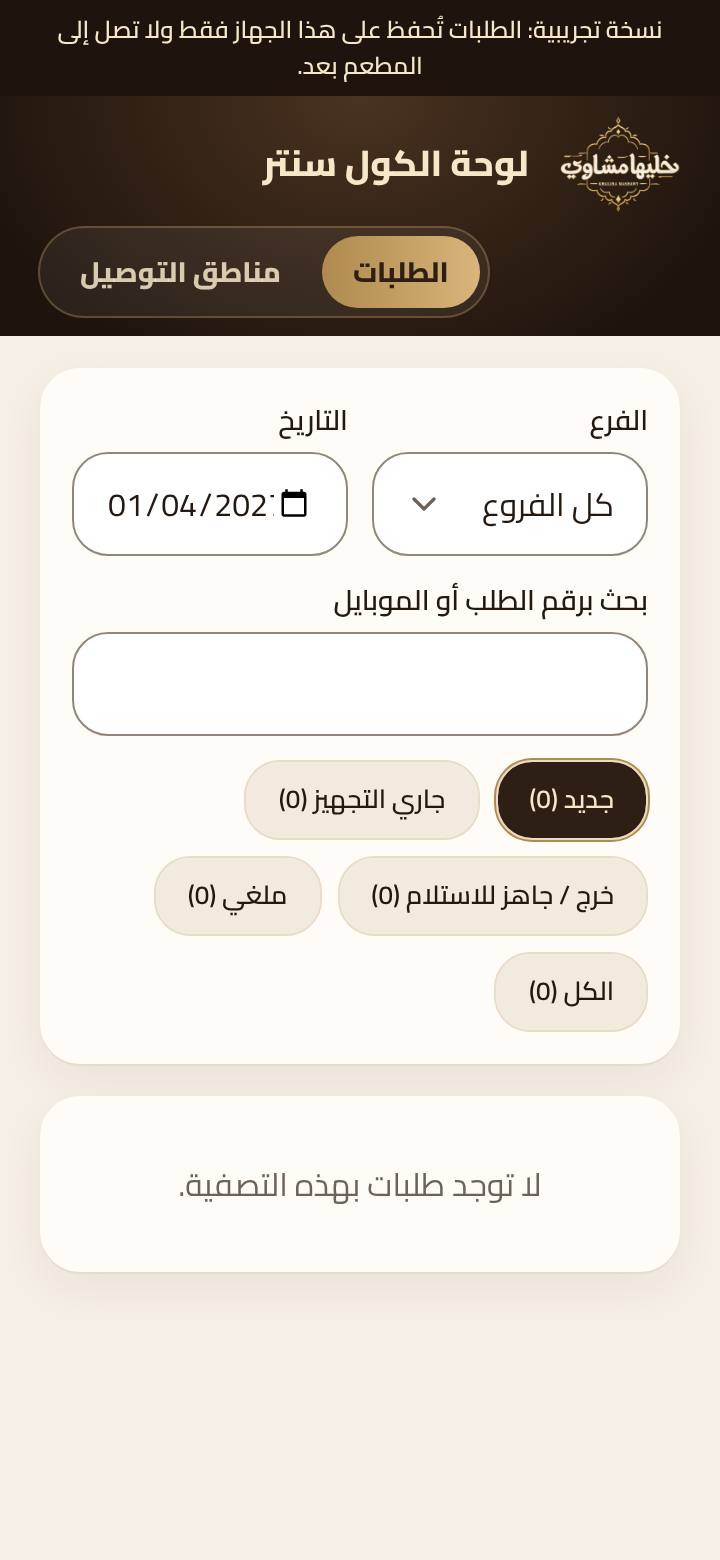 نسخة تجريبية: الطلبات تُحفظ على هذا الجهاز فقط ولا تصل إلى
المطعم بعد.
خليها مشاوي
KHALEHA MASHAWY
لوحة الكول سنتر
الطلبات
مناطق التوصيل
الفرع
التاريخ
كل الفروع
01/04/202
بحث برقم الطلب أو الموبايل
جديد (0)
جاري التجهيز (0)
خرج / جاهز للاستلام (0)
ملغي (0)
الكل (0)
لا توجد طلبات بهذه التصفية.